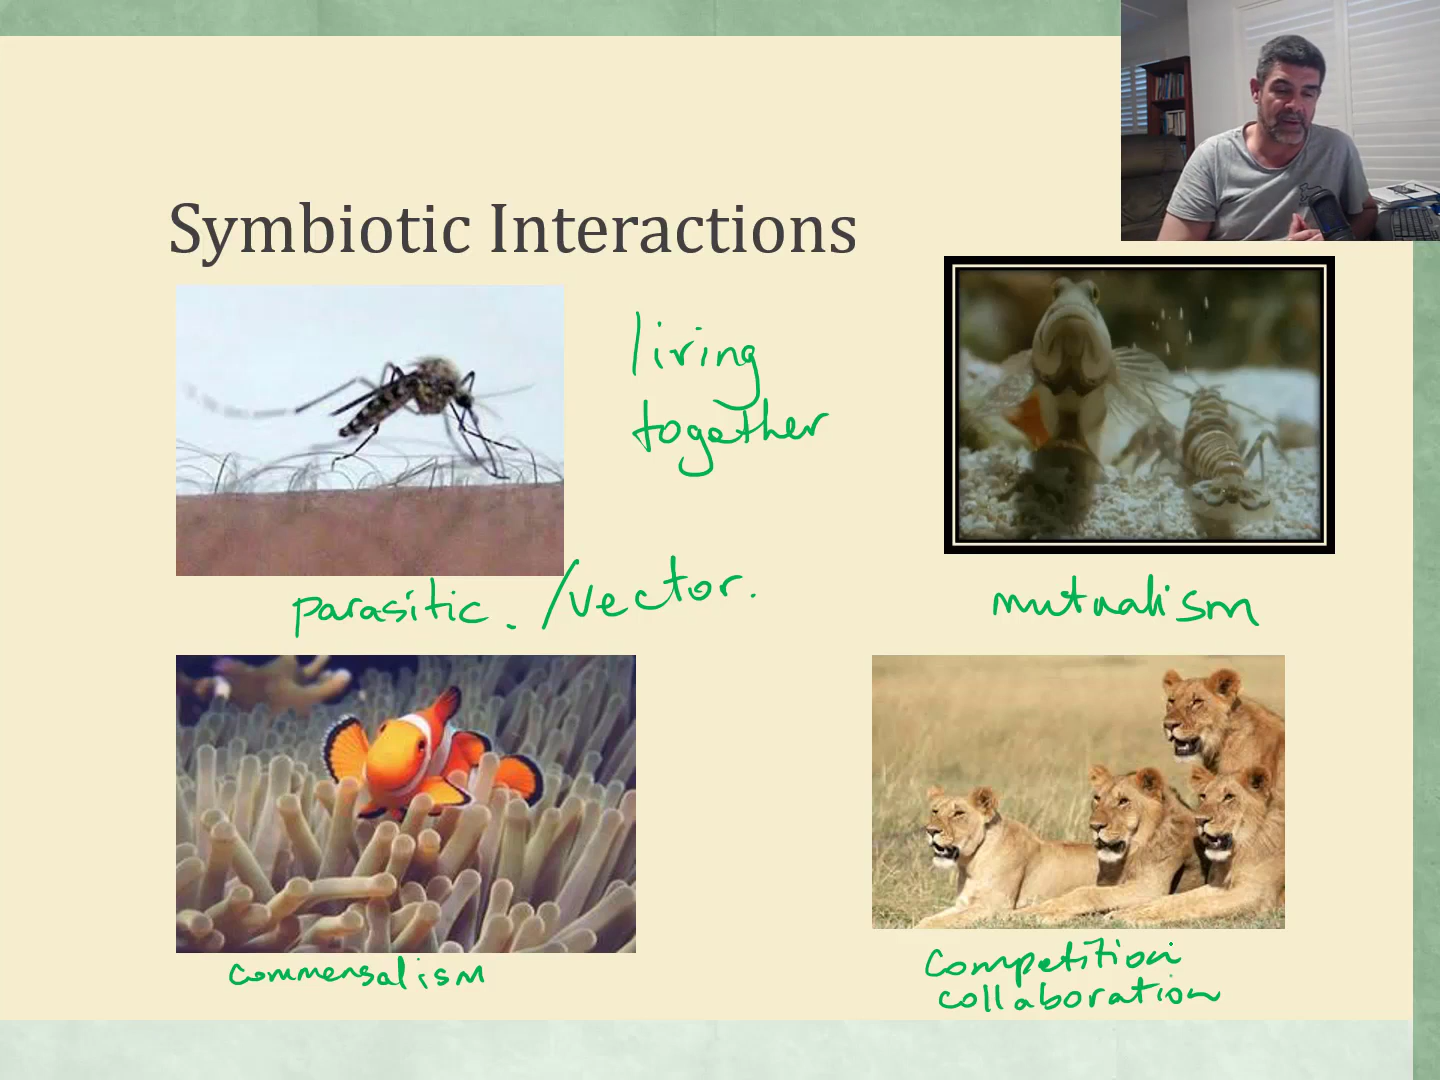 Symbiotic Interactions
living
together
parasitic. /vector.
mutualism
commensalism
competition
collaboration